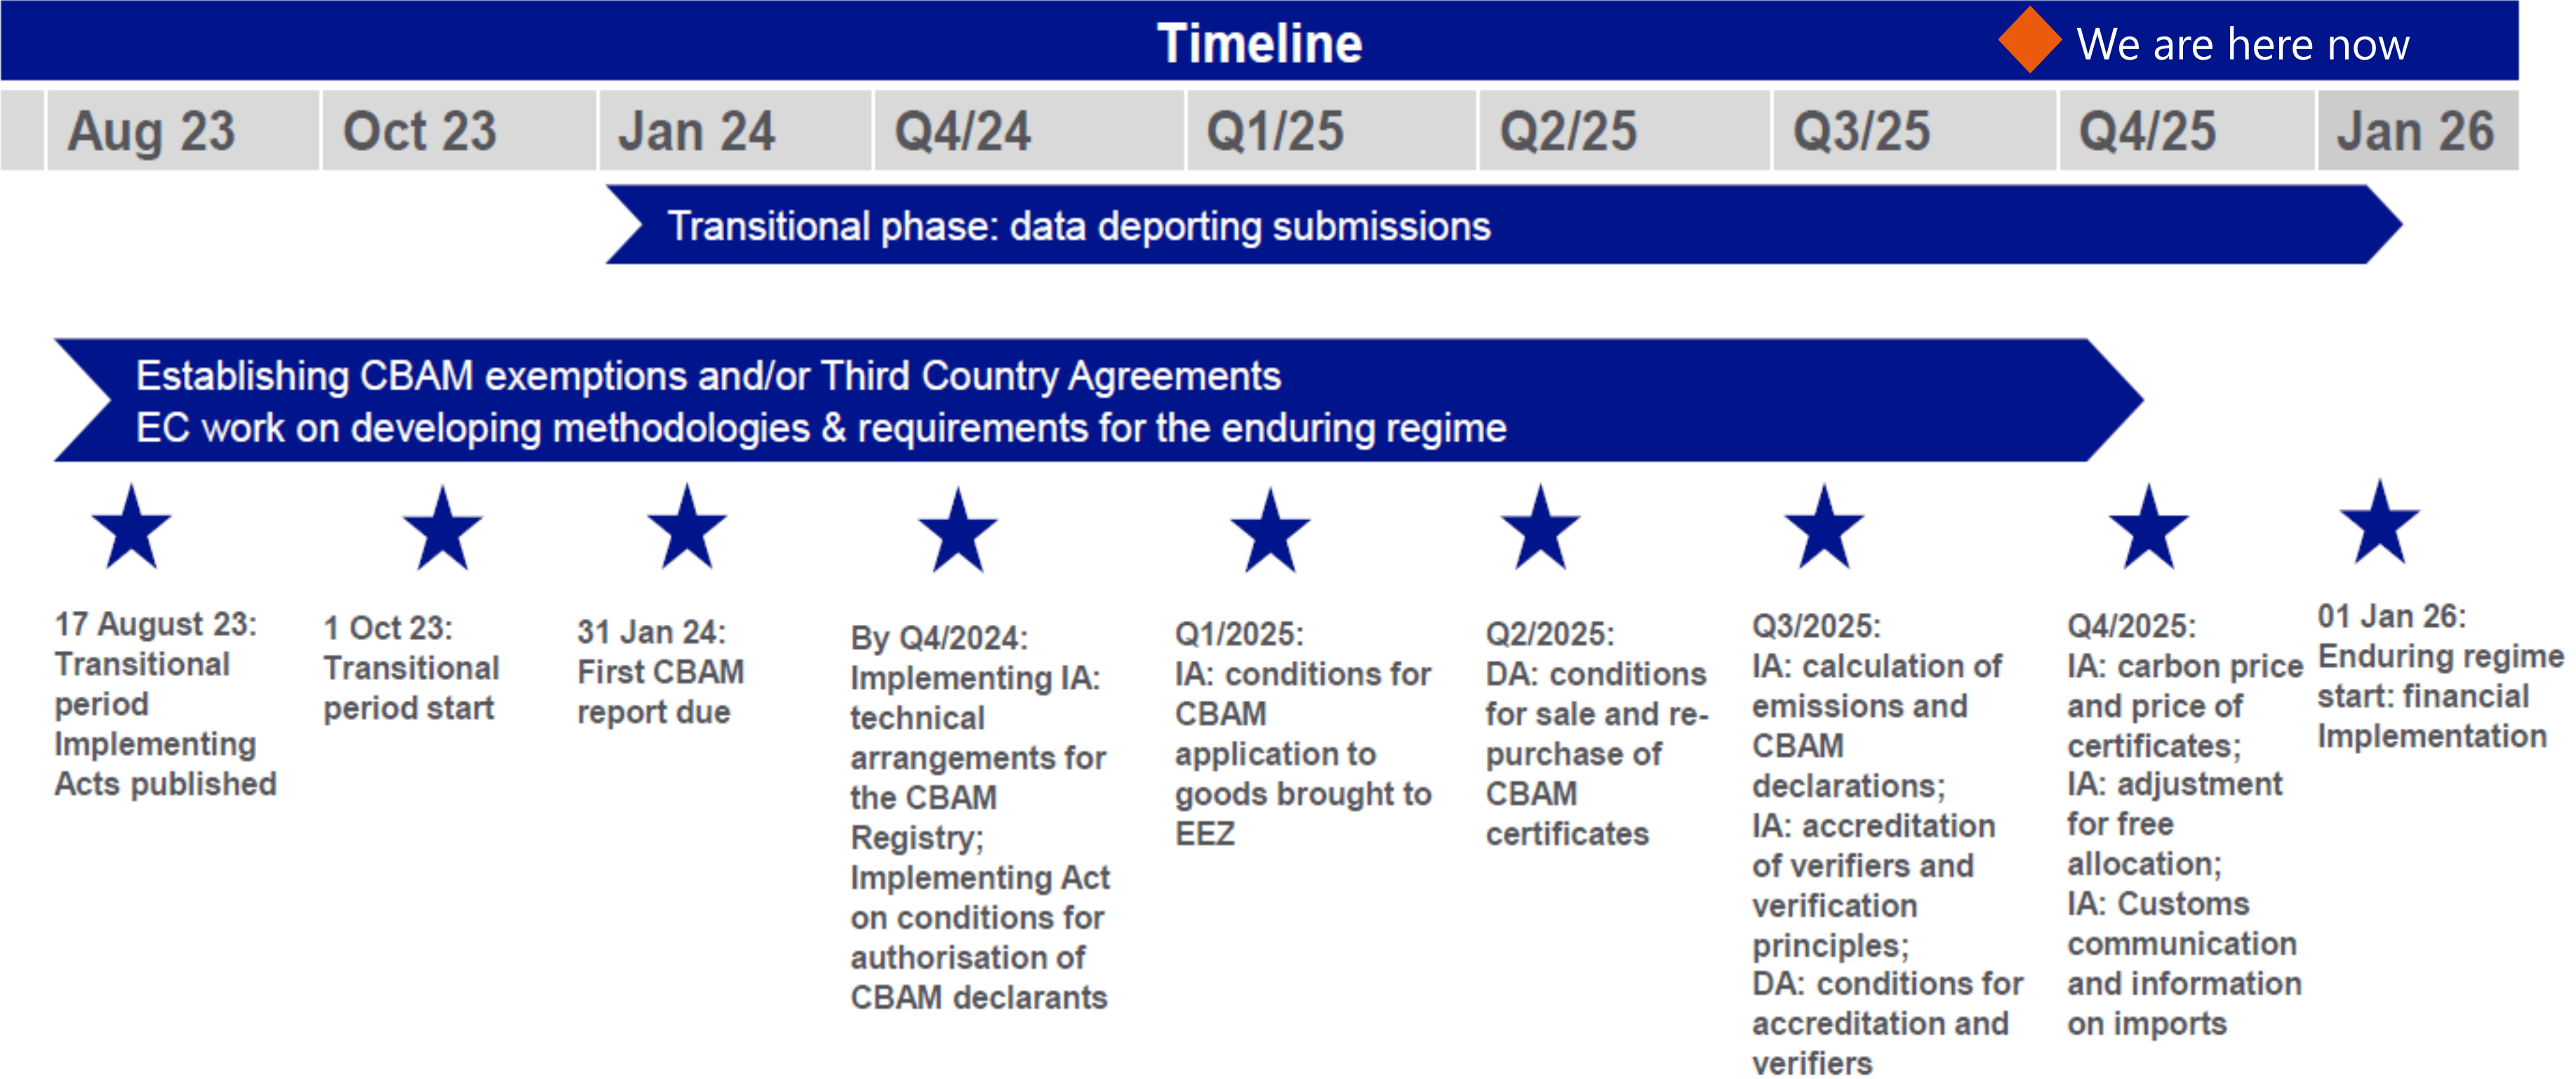 Timeline
We are here now
Aug 23
Oct 23
Jan 24
Q4/24
Q1/25
Q2/25
Q3/25
Q4/25
Jan 26
Transitional phase: data deporting submissions
Establishing CBAM exemptions and/or Third Country Agreements
EC work on developing methodologies & requirements for the enduring regime
17 August 23:
Transitional
period
Implementing
Acts published
1 Oct 23:
Transitional
period start
31 Jan 24:
First CBAM
report due
By Q4/2024:
Implementing IA:
technical
arrangements for
the CBAM
Registry;
Implementing Act
on conditions for
authorisation of
CBAM declarants
Q1/2025:
IA: conditions for
CBAM
application to
goods brought to
EEZ
Q2/2025:
DA: conditions
for sale and re-
purchase of
CBAM
certificates
Q3/2025:
IA: calculation of
emissions and
CBAM
declarations;
IA: accreditation
of verifiers and
verification
principles;
DA: conditions for
accreditation and
verifiers
Q4/2025:
IA: carbon price
and price of
certificates;
IA: adjustment
for free
allocation;
IA: Customs
communication
and information
on imports
01 Jan 26:
Enduring regime
start: financial
Implementation